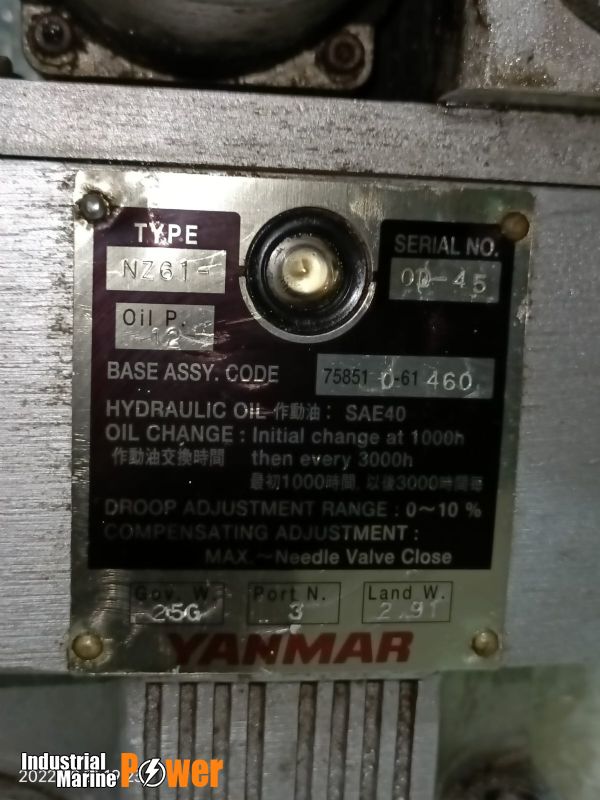 TYPE
NZ61-
SERIAL NO.
0D-45
Oil P.
12
BASE ASSY. CODE 75851 0-61 460
HYDRAULIC OIL 作動油: SAE40
OIL CHANGE: Initial change at 1000h
作動油交換時間 then every 3000h
最初1000時間, 以後3000時間毎
DROOP ADJUSTMENT RANGE: 0~10 %
COMPENSATING ADJUSTMENT:
MAX.~Needle Valve Close
Gov. W. Port N. Land W.
25G 3 2.91
YANMAR
Industrial
Marine Power
2022